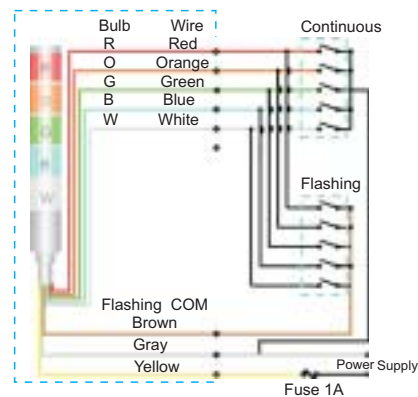 Bulb Wire Continuous
R Red
O Orange
G Green
B Blue
W White
R
O
G
B
W
Flashing
Flashing COM
Brown
Gray
Yellow
Power Supply
Fuse 1A